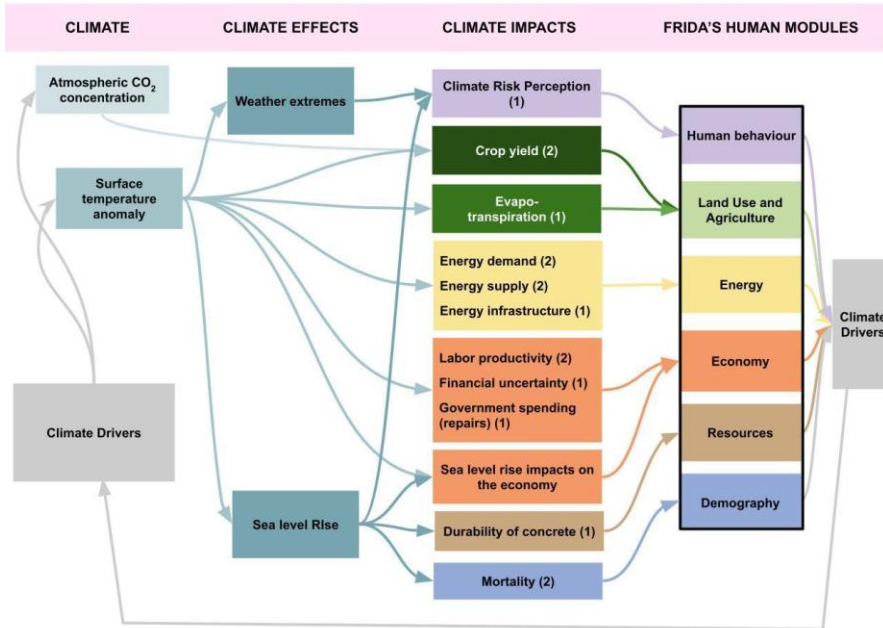 CLIMATE
CLIMATE EFFECTS
CLIMATE IMPACTS
FRIDA'S HUMAN MODULES
Atmospheric CO₂
concentration
Surface
temperature
anomaly
Climate Drivers
Weather extremes
Sea level RIse
Climate Risk Perception
(1)
Crop yield (2)
Evapo-
transpiration (1)
Energy demand (2)
Energy supply (2)
Energy infrastructure (1)
Labor productivity (2)
Financial uncertainty (1)
Government spending
(repairs) (1)
Sea level rise impacts on
the economy
Durability of concrete (1)
Mortality (2)
Human behaviour
Land Use and
Agriculture
Energy
Economy
Resources
Demography
Climate
Drivers